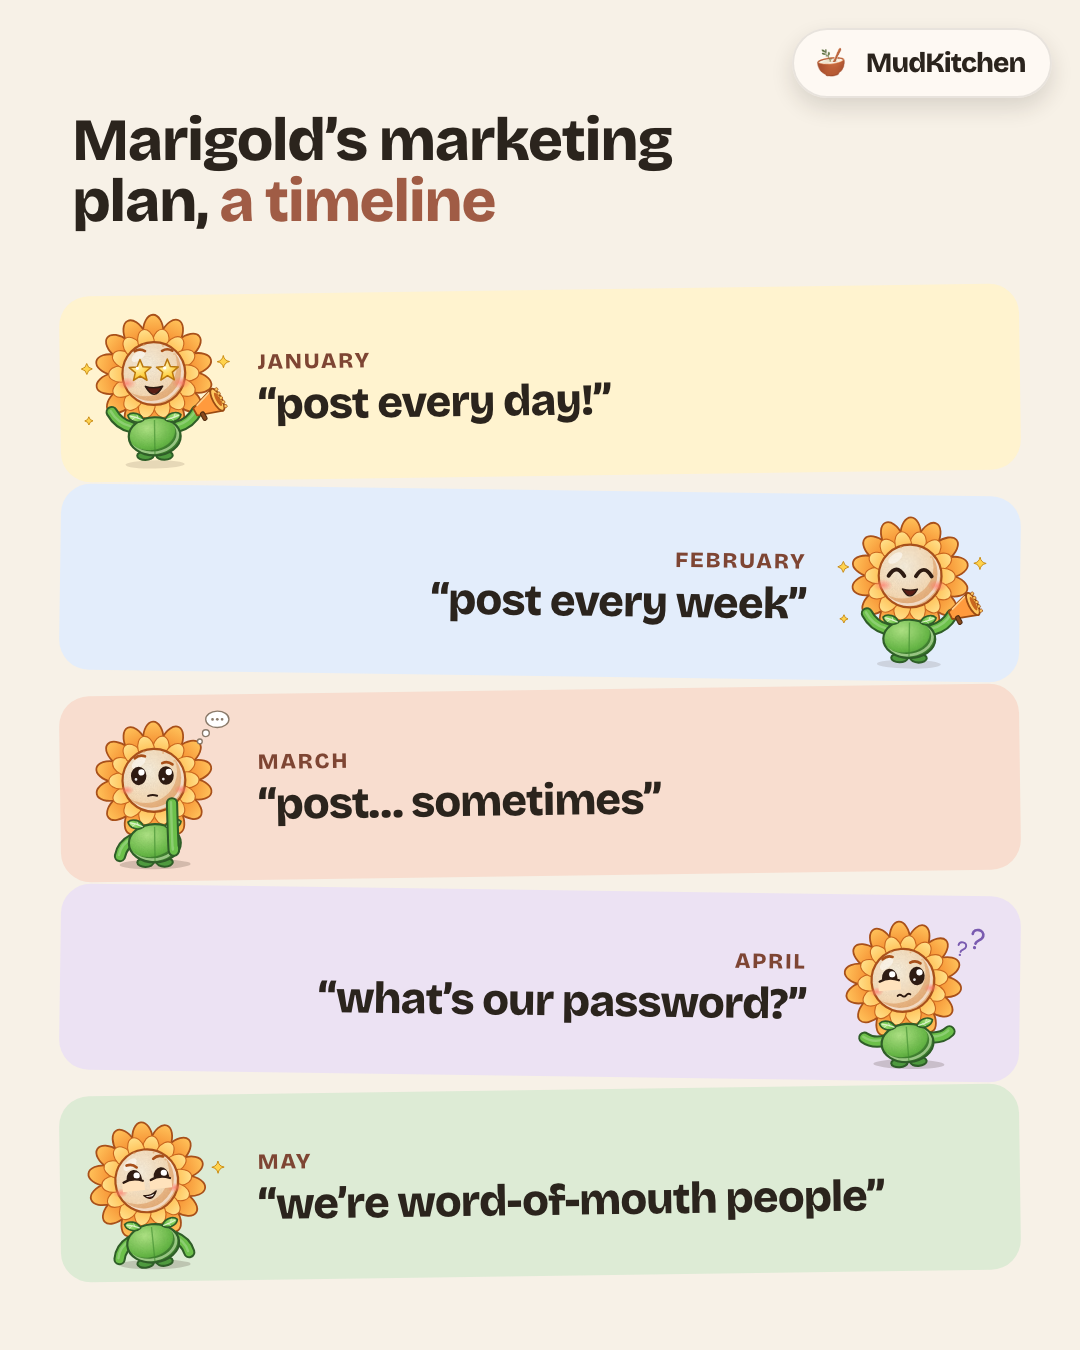 MudKitchen
Marigold’s marketing
plan, a timeline
JANUARY
“post every day!”
FEBRUARY
“post every week”
MARCH
“post... sometimes”
APRIL
“what’s our password?”
??
MAY
“we’re word-of-mouth people”